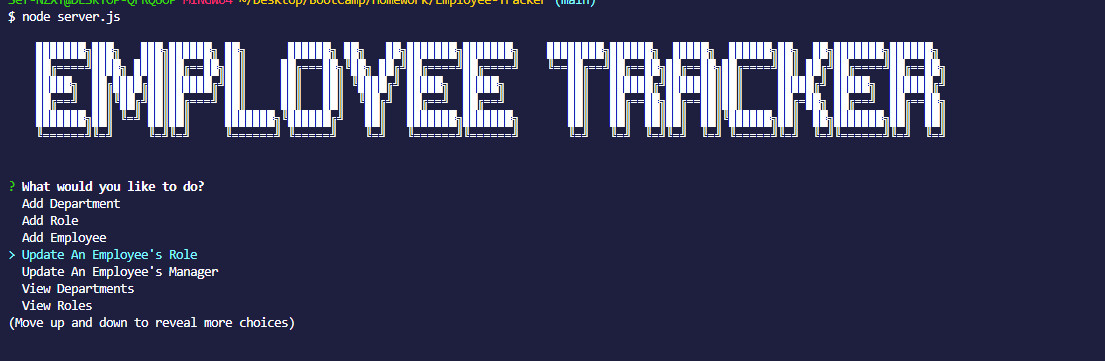 ~/Desktop/BootCamp/Homework/Employee-Tracker (main)
$ node server.js
EMPLOYEE TRACKER
? What would you like to do?
Add Department
Add Role
Add Employee
> Update An Employee's Role
Update An Employee's Manager
View Departments
View Roles
(Move up and down to reveal more choices)